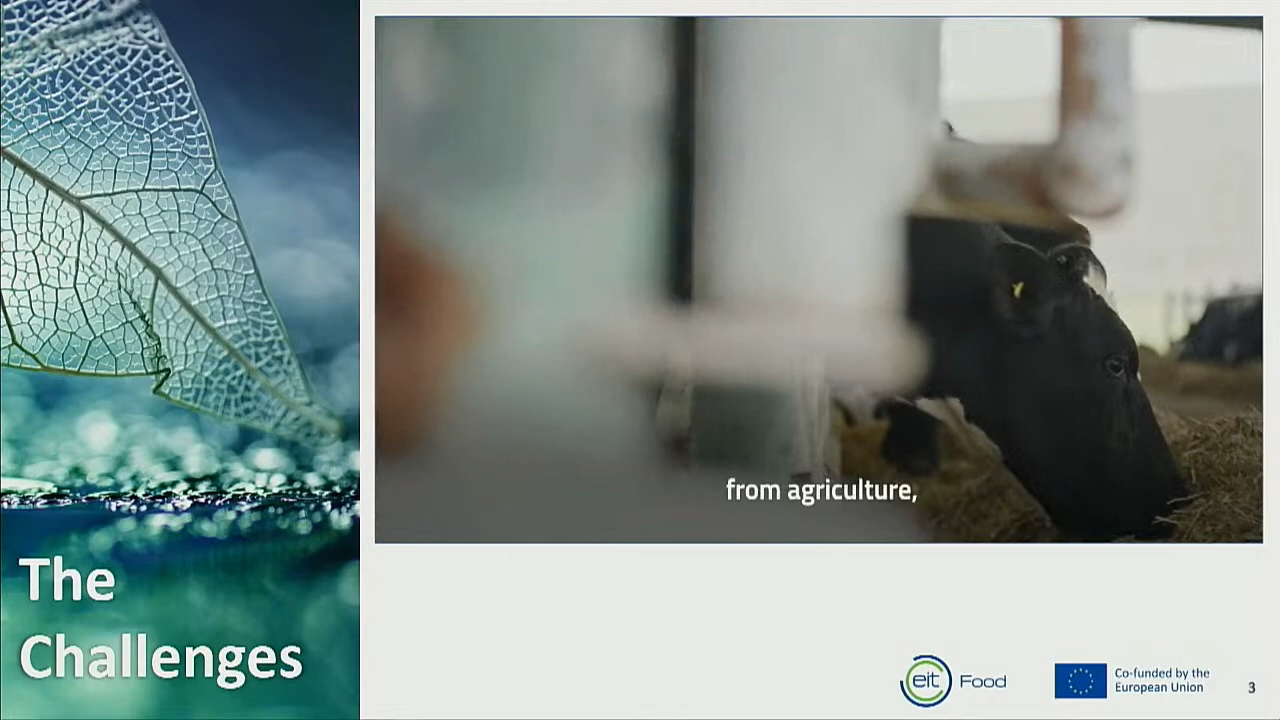 from agriculture,
The
Challenges
eit Food
Co-funded by the
European Union
3